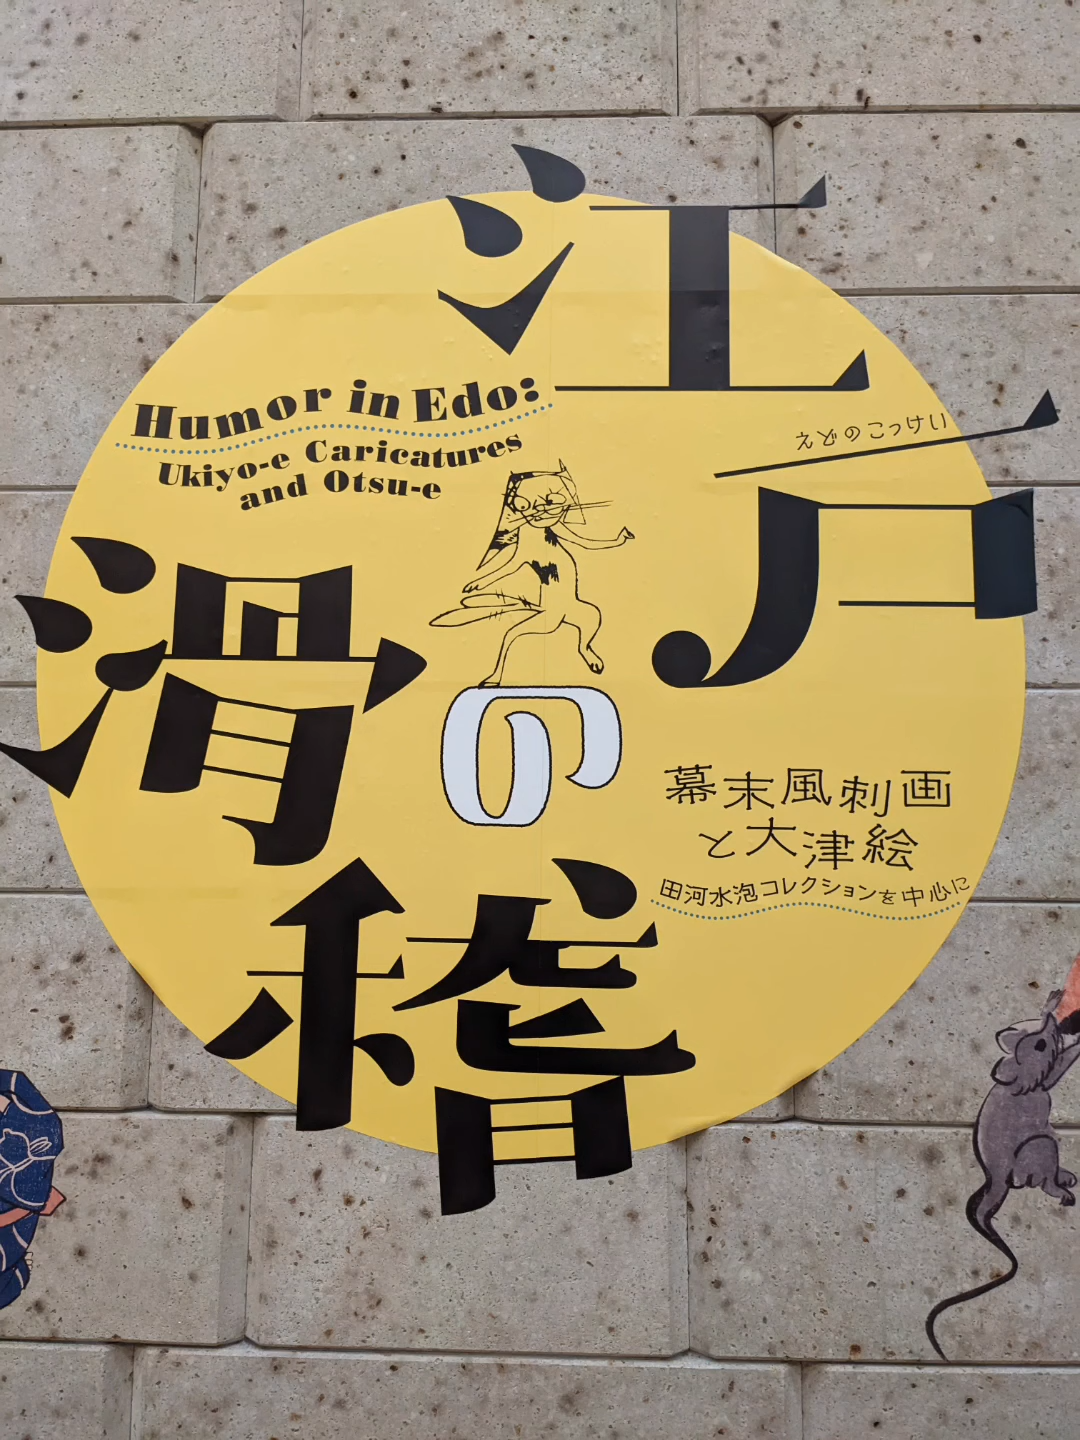 江戸
えどのこっけい
の
滑稽
Humor in Edo:
Ukiyo-e Caricatures
and Otsu-e
幕末風刺画
と大津絵
田河水泡コレクションを中心に